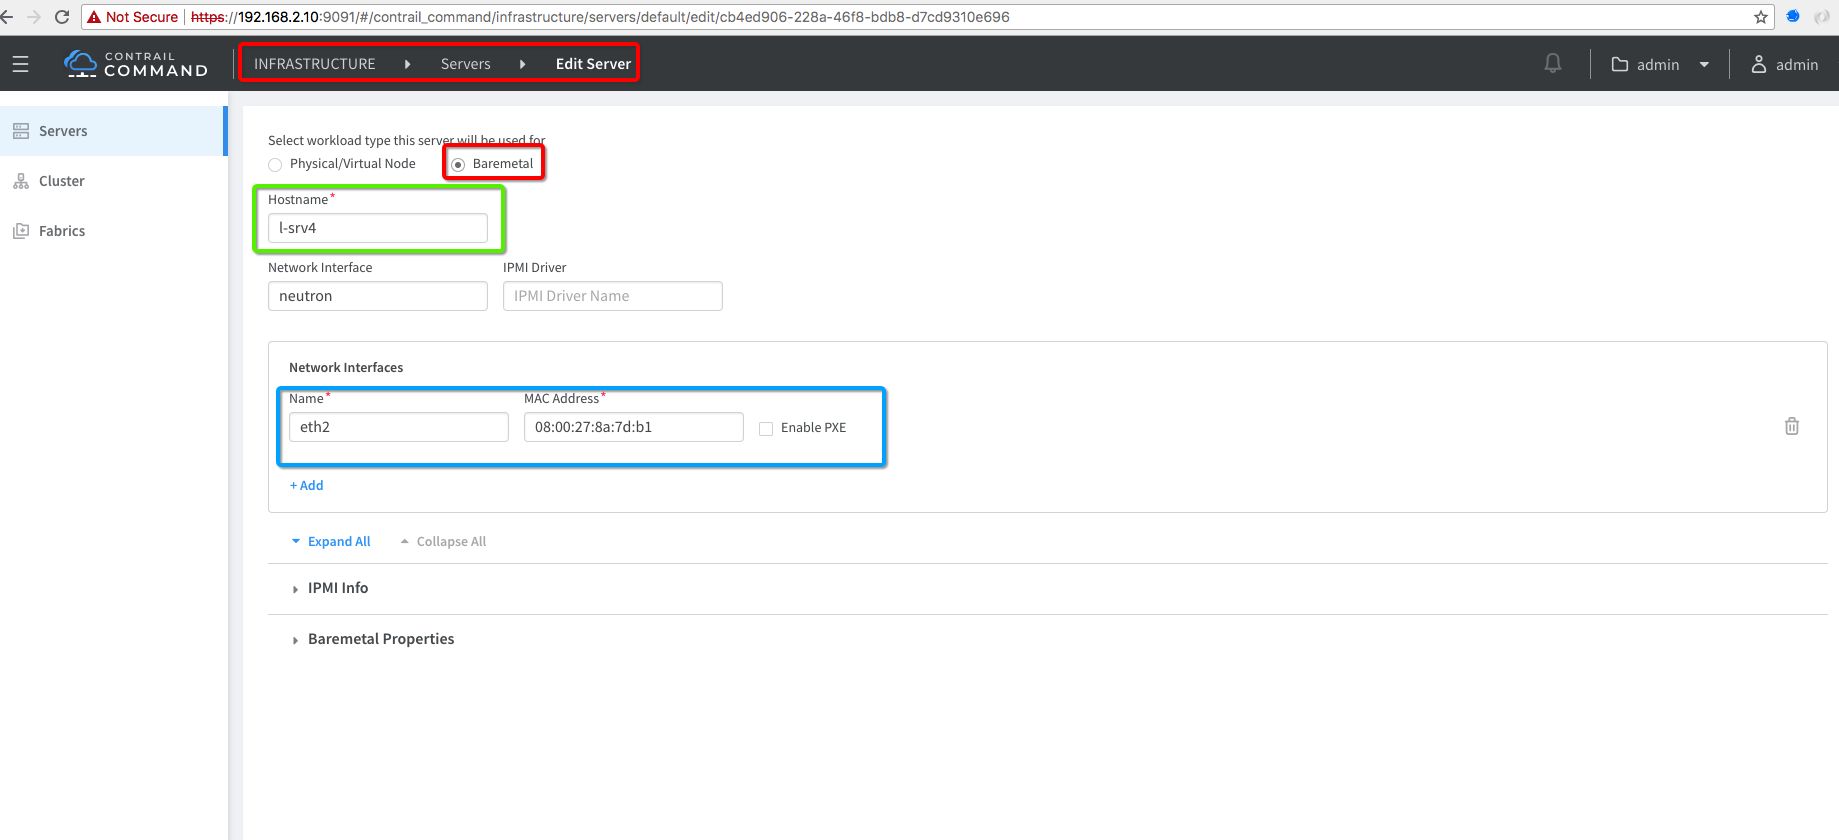 Not Secure https://192.168.2.10:9091/#/contrail_command/infrastructure/servers/default/edit/cb4ed906-228a-46f8-bdb8-d7cd9310e696
CONTRAIL
COMMAND
INFRASTRUCTURE Servers Edit Server admin admin
Servers
Cluster
Fabrics
Select workload type this server will be used for
Physical/Virtual Node Baremetal
Hostname*
l-srv4
Network Interface IPMI Driver
neutron IPMI Driver Name
Network Interfaces
Name* MAC Address*
eth2 08:00:27:8a:7d:b1 Enable PXE
+ Add
Expand All Collapse All
IPMI Info
Baremetal Properties